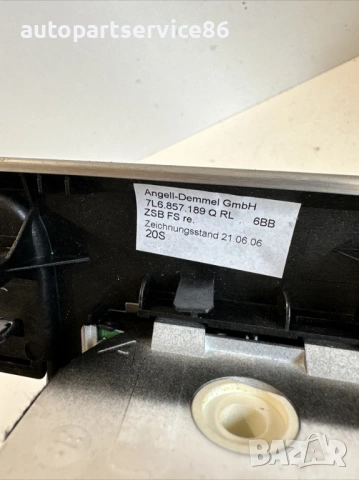 autopartservice86
Angell-Demmel GmbH
7L6.857.189 Q RL 6BB
ZSB FS re.
Zeichnungsstand 21.06.06
20S
BAZAR